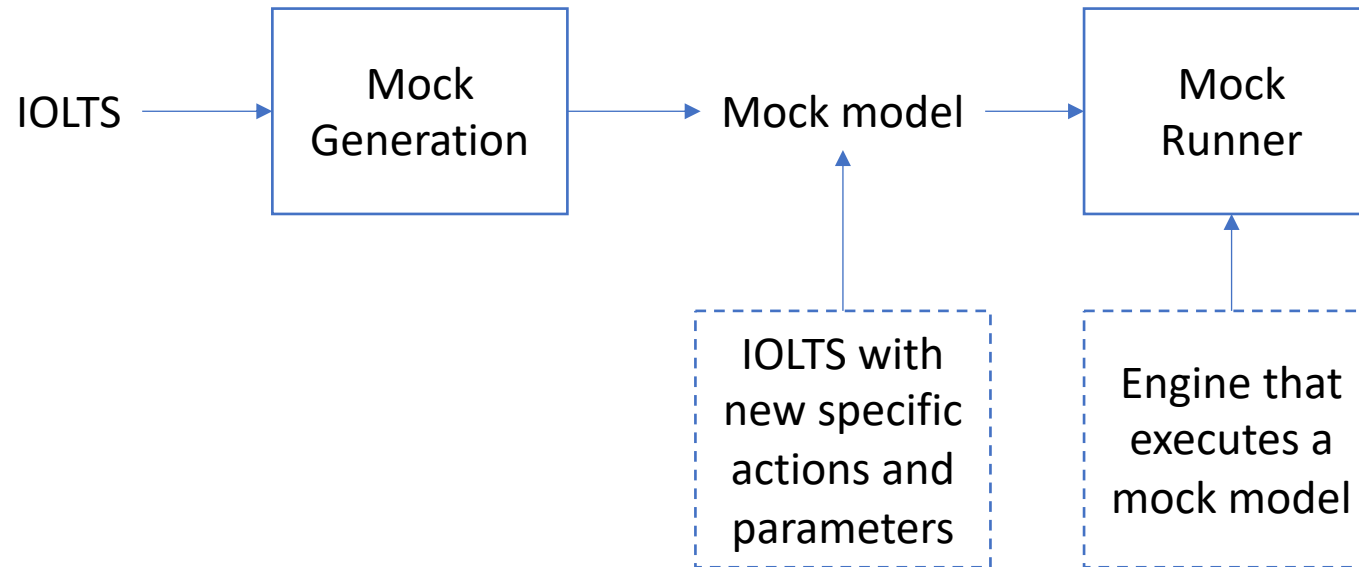 IOLTS
Mock
Generation
Mock model
Mock
Runner
IOLTS with
new specific
actions and
parameters
Engine that
executes a
mock model